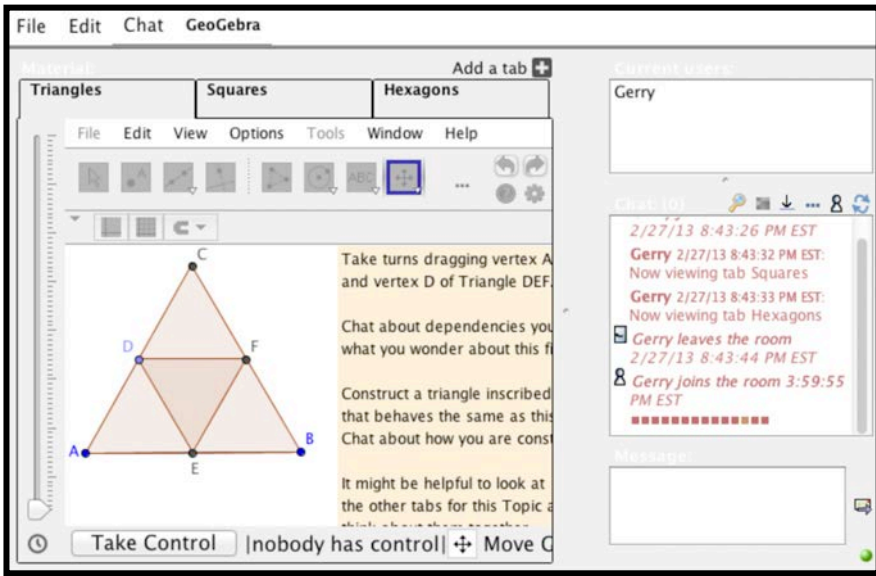 File Edit Chat GeoGebra
Material:
Add a tab
Triangles Squares Hexagons
File Edit View Options Tools Window Help
A
ABC
...
C
D
F
A
B
E
Take turns dragging vertex A
and vertex D of Triangle DEF.
Chat about dependencies you
what you wonder about this fi
Construct a triangle inscribed
that behaves the same as this
Chat about how you are const
It might be helpful to look at
the other tabs for this Topic a
think about them together
Take Control |nobody has control| Move C
Current users:
Gerry
Chat (0)
2/27/13 8:43:26 PM EST
Gerry 2/27/13 8:43:32 PM EST:
Now viewing tab Squares
Gerry 2/27/13 8:43:33 PM EST:
Now viewing tab Hexagons
Gerry leaves the room
2/27/13 8:43:44 PM EST
Gerry joins the room 3:59:55
PM EST
Message: